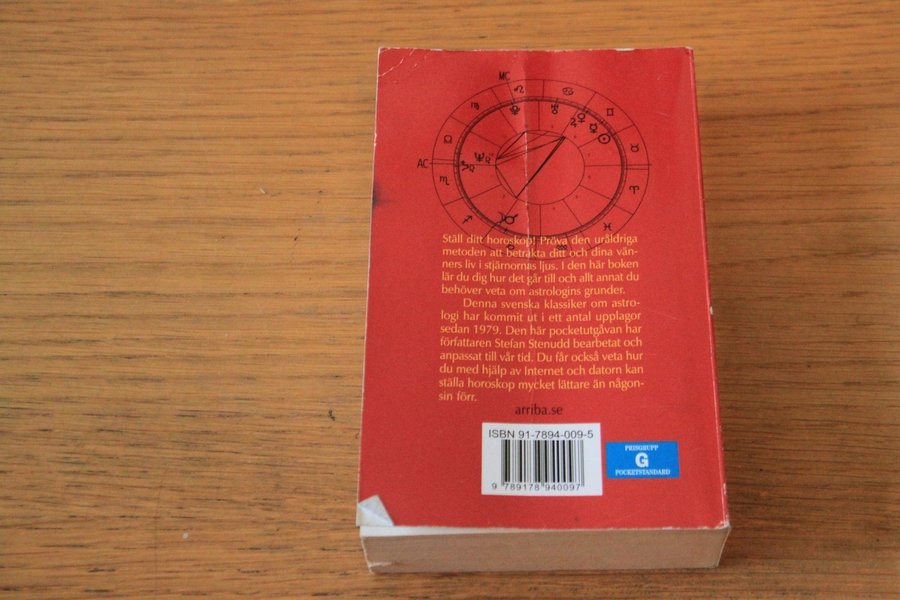 MC
AC
Ställ ditt horoskop! Pröva den uråldriga
metoden att betrakta ditt och dina vän-
ners liv i stjärnornas ljus. I den här boken
lär du dig hur det går till och allt annat du
behöver veta om astrologins grunder.
Denna svenska klassiker om astro-
logi har kommit ut i ett antal upplagor
sedan 1979. Den här pocketutgåvan har
författaren Stefan Stenudd bearbetat och
anpassat till vår tid. Du får också veta hur
du med hjälp av Internet och datorn kan
ställa horoskop mycket lättare än någon-
sin förr.
arriba.se
ISBN 91-7894-009-5
9 789178 940097
PRISGRUPP
G
POCKETSTANDARD